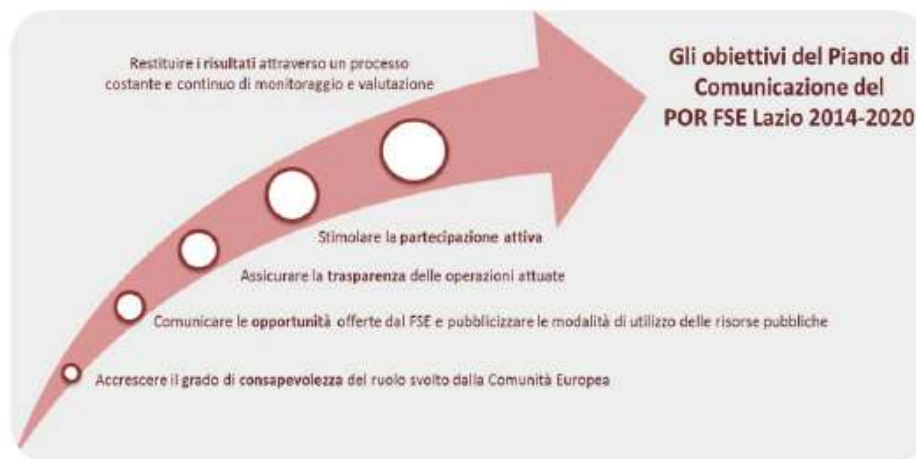 Restituire i risultati attraverso un processo
costante e continuo di monitoraggio e valutazione
Gli obiettivi del Piano di
Comunicazione del
POR FSE Lazio 2014-2020
Stimolare la partecipazione attiva
Assicurare la trasparenza delle operazioni attuate
Comunicare le opportunità offerte dal FSE e pubblicizzare le modalità di utilizzo delle risorse pubbliche
Accrescere il grado di consapevolezza del ruolo svolto dalla Comunità Europea